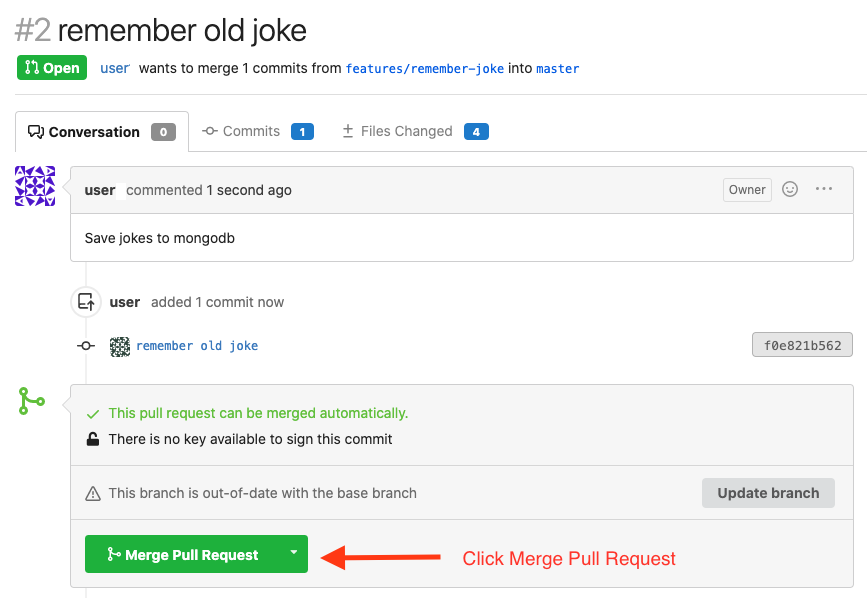 #2 remember old joke
Open user wants to merge 1 commits from features/remember-joke into master
Conversation 0 Commits 1 Files Changed 4
user commented 1 second ago Owner
Save jokes to mongodb
user added 1 commit now
remember old joke f0e821b562
This pull request can be merged automatically.
There is no key available to sign this commit
This branch is out-of-date with the base branch Update branch
Merge Pull Request Click Merge Pull Request